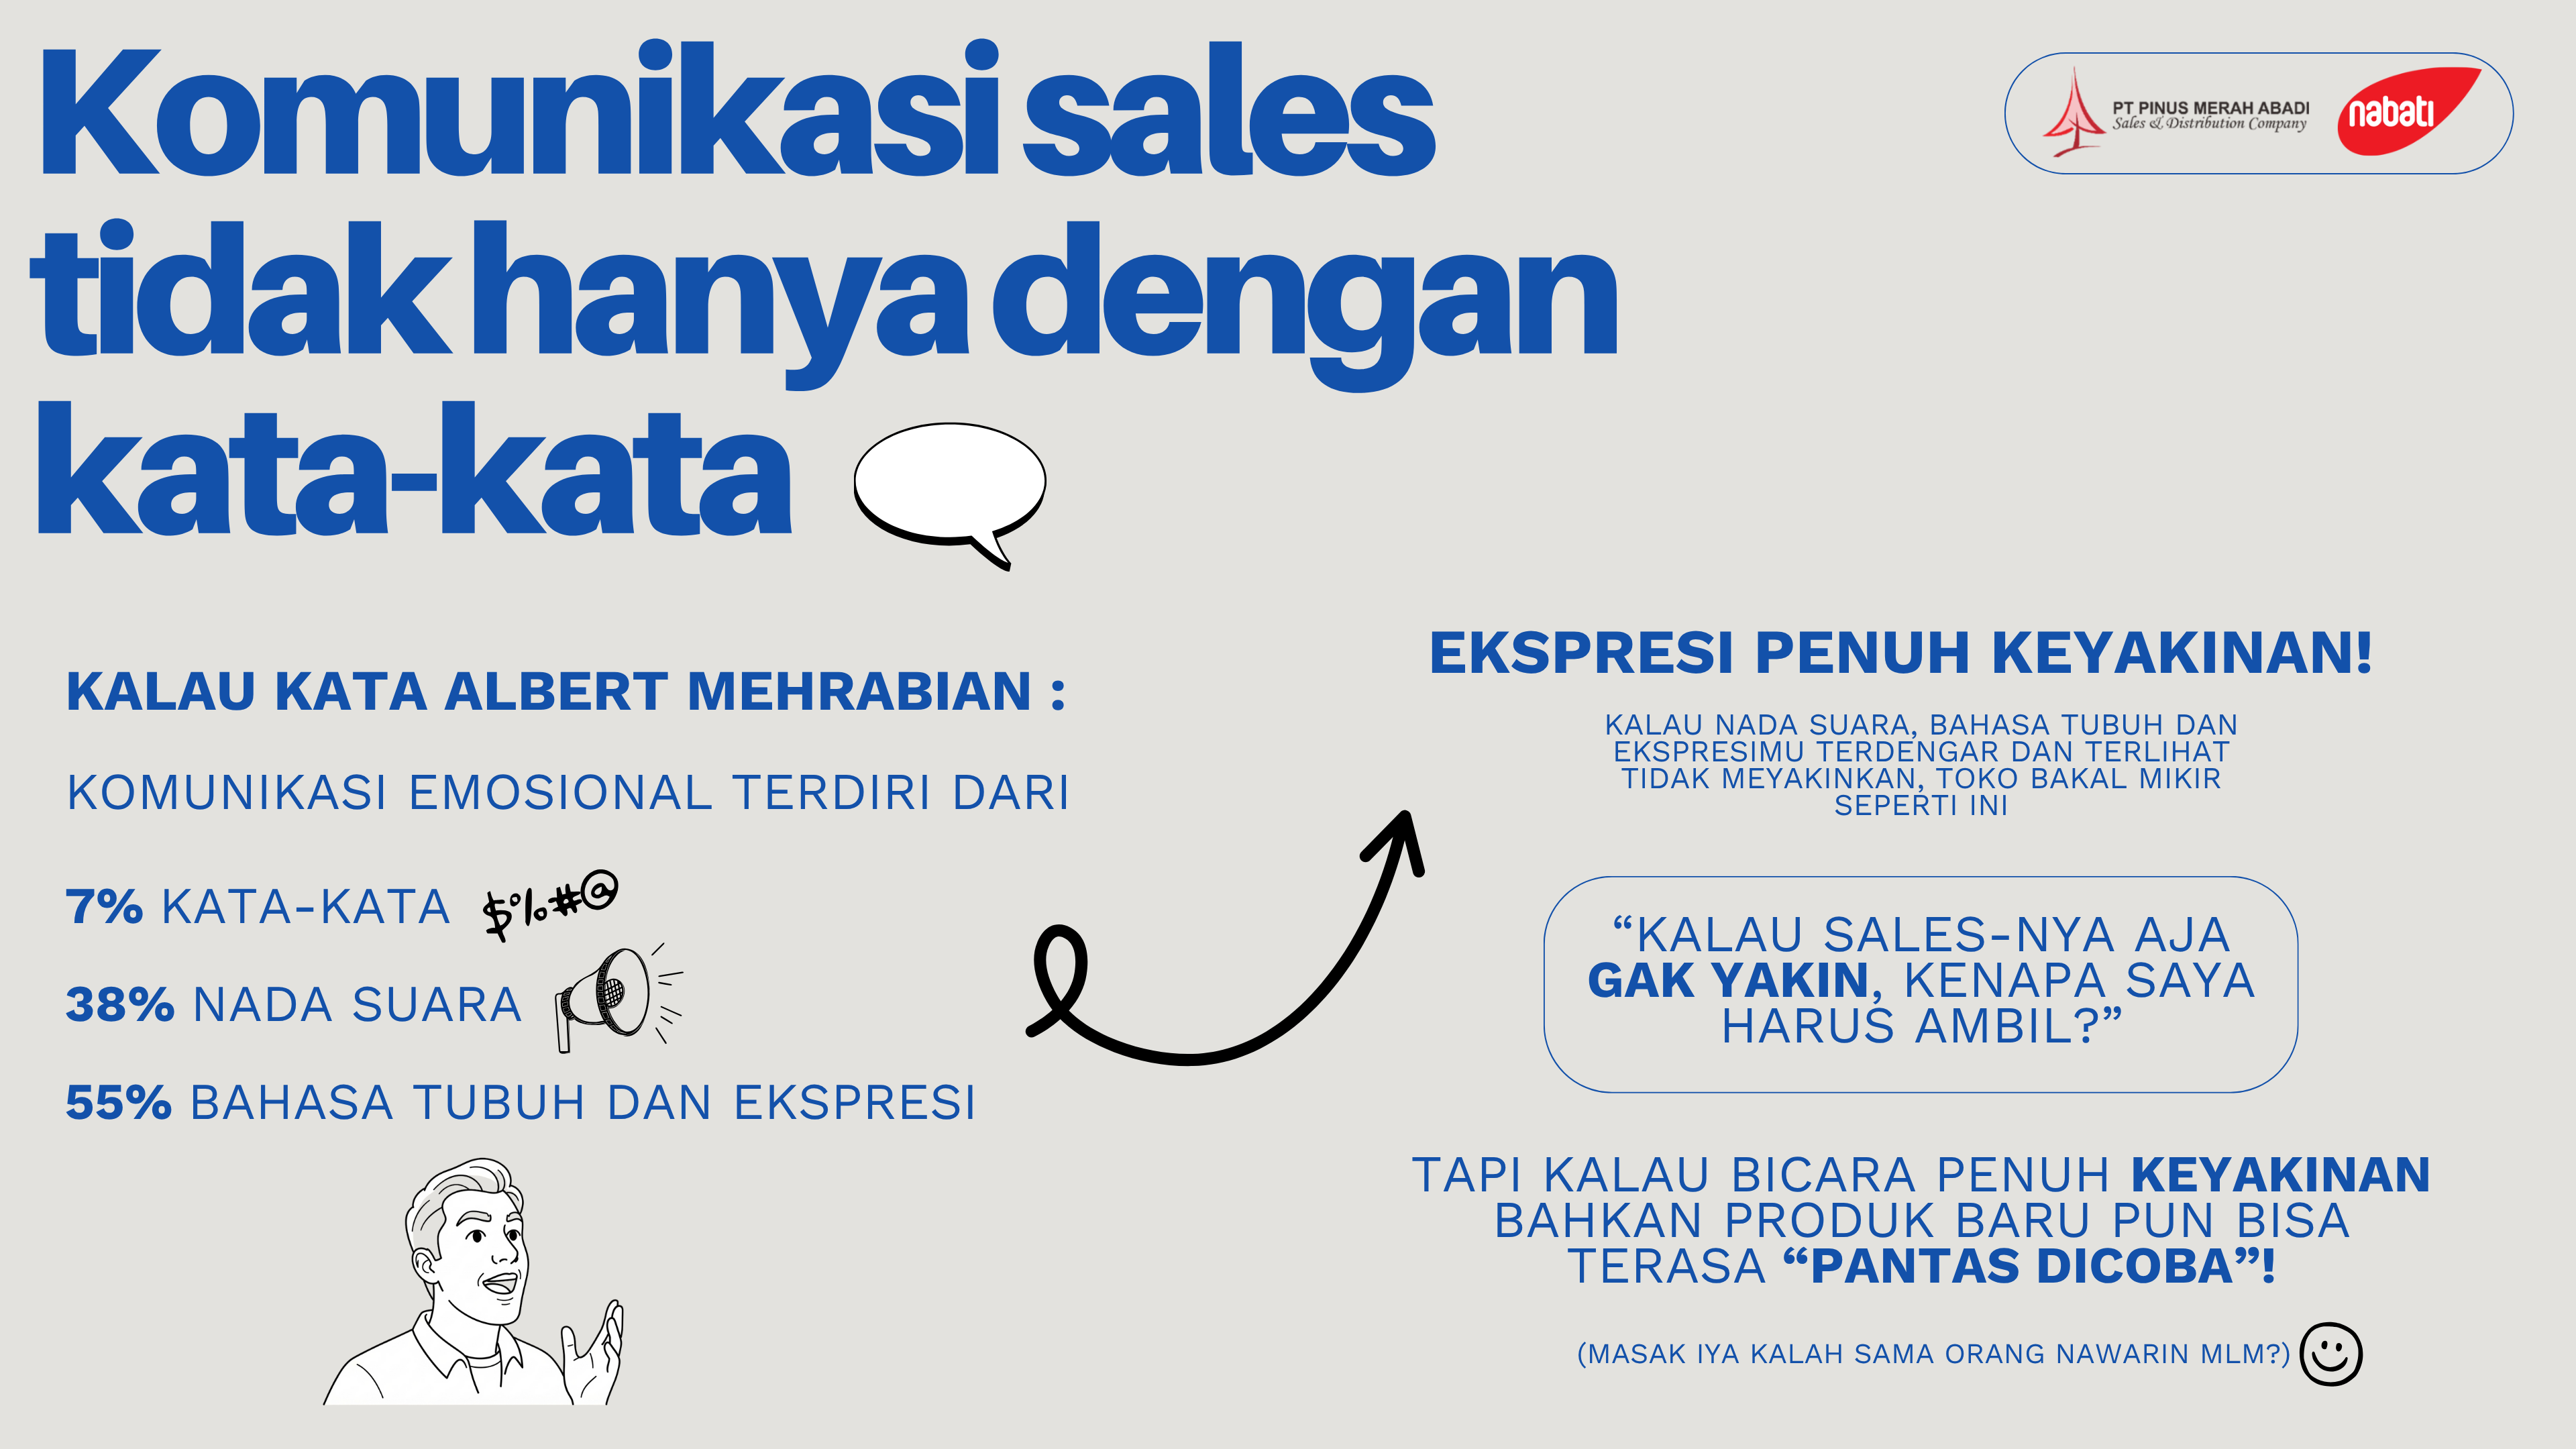 Komunikasi sales
tidak hanya dengan
kata-kata
PT PINUS MERAH ABADI
Sales & Distribution Company
nabati
KALAU KATA ALBERT MEHRABIAN :
KOMUNIKASI EMOSIONAL TERDIRI DARI
7% KATA-KATA $%#@
38% NADA SUARA
55% BAHASA TUBUH DAN EKSPRESI
EKSPRESI PENUH KEYAKINAN!
KALAU NADA SUARA, BAHASA TUBUH DAN
EKSPRESIMU TERDENGAR DAN TERLIHAT
TIDAK MEYAKINKAN, TOKO BAKAL MIKIR
SEPERTI INI
“KALAU SALES-NYA AJA
GAK YAKIN, KENAPA SAYA
HARUS AMBIL?”
TAPI KALAU BICARA PENUH KEYAKINAN
BAHKAN PRODUK BARU PUN BISA
TERASA “PANTAS DICOBA”!
(MASAK IYA KALAH SAMA ORANG NAWARIN MLM?)